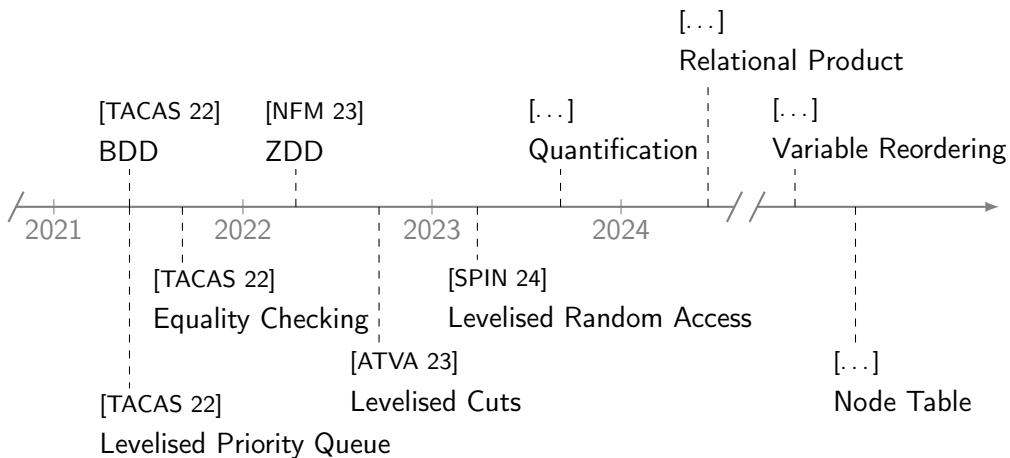 [...]
Relational Product
[TACAS 22]
BDD
[NFM 23]
ZDD
[...]
Quantification
[...]
Variable Reordering
2021
2022
2023
2024
[TACAS 22]
Equality Checking
[SPIN 24]
Levelised Random Access
[ATVA 23]
Levelised Cuts
[...]
Node Table
[TACAS 22]
Levelised Priority Queue